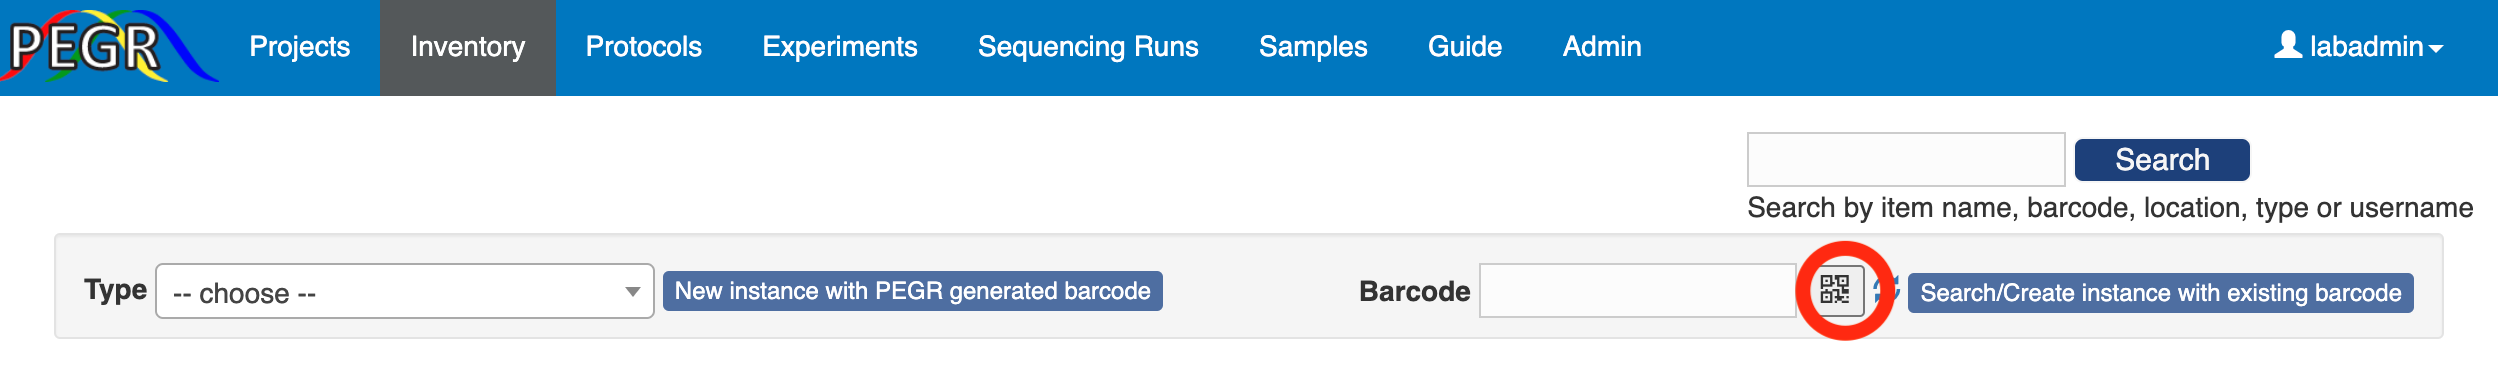 PEGR Projects Inventory Protocols Experiments Sequencing Runs Samples Guide Admin labadmin
Search
Search by item name, barcode, location, type or username
Type -- choose -- New instance with PEGR generated barcode Barcode Search/Create instance with existing barcode